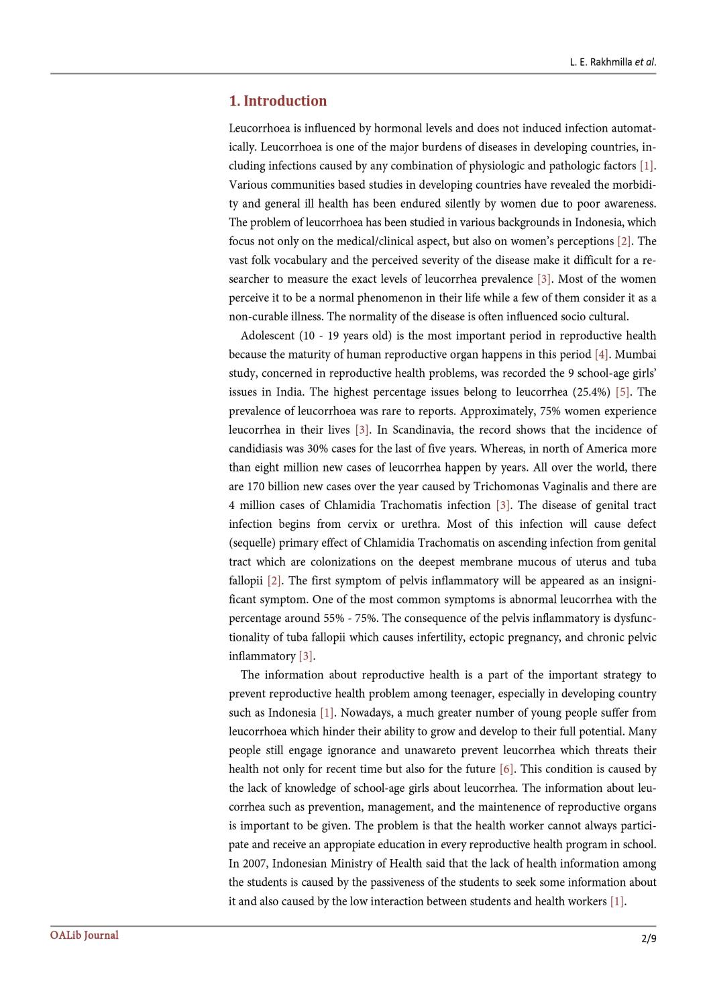 L. E. Rakhmilla et al.
1. Introduction
Leucorrhoea is influenced by hormonal levels and does not induced infection automat-
ically. Leucorrhoea is one of the major burdens of diseases in developing countries, in-
cluding infections caused by any combination of physiologic and pathologic factors [1].
Various communities based studies in developing countries have revealed the morbidi-
ty and general ill health has been endured silently by women due to poor awareness.
The problem of leucorrhoea has been studied in various backgrounds in Indonesia, which
focus not only on the medical/clinical aspect, but also on women’s perceptions [2]. The
vast folk vocabulary and the perceived severity of the disease make it difficult for a re-
searcher to measure the exact levels of leucorrhea prevalence [3]. Most of the women
perceive it to be a normal phenomenon in their life while a few of them consider it as a
non-curable illness. The normality of the disease is often influenced socio cultural.
Adolescent (10 - 19 years old) is the most important period in reproductive health
because the maturity of human reproductive organ happens in this period [4]. Mumbai
study, concerned in reproductive health problems, was recorded the 9 school-age girls’
issues in India. The highest percentage issues belong to leucorrhea (25.4%) [5]. The
prevalence of leucorrhoea was rare to reports. Approximately, 75% women experience
leucorrhea in their lives [3]. In Scandinavia, the record shows that the incidence of
candidiasis was 30% cases for the last of five years. Whereas, in north of America more
than eight million new cases of leucorrhea happen by years. All over the world, there
are 170 billion new cases over the year caused by Trichomonas Vaginalis and there are
4 million cases of Chlamidia Trachomatis infection [3]. The disease of genital tract
infection begins from cervix or urethra. Most of this infection will cause defect
(sequelle) primary effect of Chlamidia Trachomatis on ascending infection from genital
tract which are colonizations on the deepest membrane mucous of uterus and tuba
fallopii [2]. The first symptom of pelvis inflammatory will be appeared as an insigni-
ficant symptom. One of the most common symptoms is abnormal leucorrhea with the
percentage around 55% - 75%. The consequence of the pelvis inflammatory is dysfunc-
tionality of tuba fallopii which causes infertility, ectopic pregnancy, and chronic pelvic
inflammatory [3].
The information about reproductive health is a part of the important strategy to
prevent reproductive health problem among teenager, especially in developing country
such as Indonesia [1]. Nowadays, a much greater number of young people suffer from
leucorrhoea which hinder their ability to grow and develop to their full potential. Many
people still engage ignorance and unawareto prevent leucorrhea which threats their
health not only for recent time but also for the future [6]. This condition is caused by
the lack of knowledge of school-age girls about leucorrhea. The information about leu-
corrhea such as prevention, management, and the maintenence of reproductive organs
is important to be given. The problem is that the health worker cannot always partici-
pate and receive an appropiate education in every reproductive health program in school.
In 2007, Indonesian Ministry of Health said that the lack of health information among
the students is caused by the passiveness of the students to seek some information about
it and also caused by the low interaction between students and health workers [1].
OALib Journal
2/9